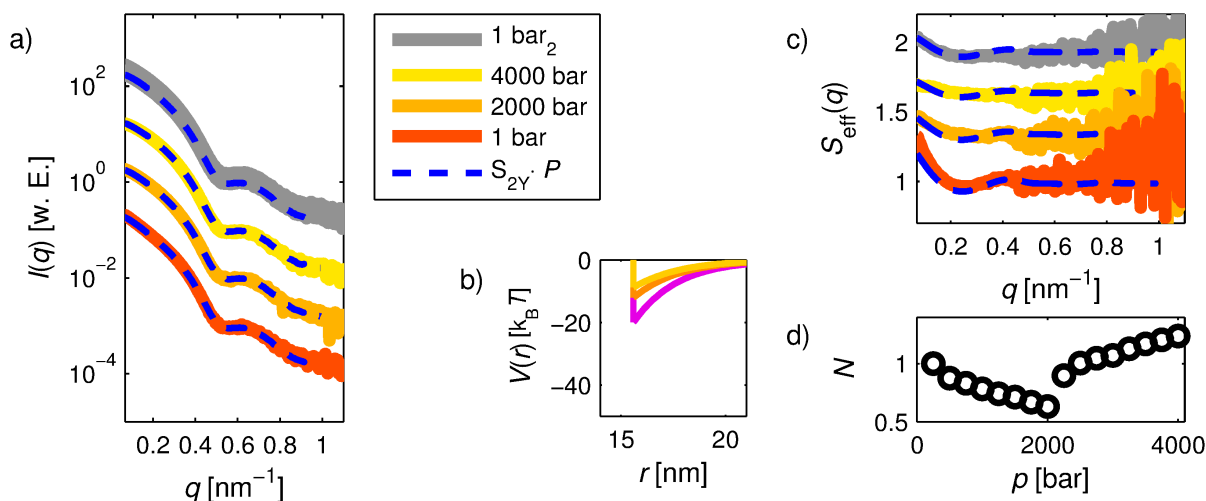 a)
I(q) [w. E.]
10^2
10^0
10^-2
10^-4
0.2 0.4 0.6 0.8 1
q [nm^-1]
1 bar_2
4000 bar
2000 bar
1 bar
S_2Y · P
b)
V(r) [k_B T]
0
-20
-40
15 20
r [nm]
c)
S_eff(q)
2
1.5
1
0.2 0.4 0.6 0.8 1
q [nm^-1]
d)
N
1
0.5
0 2000 4000
p [bar]